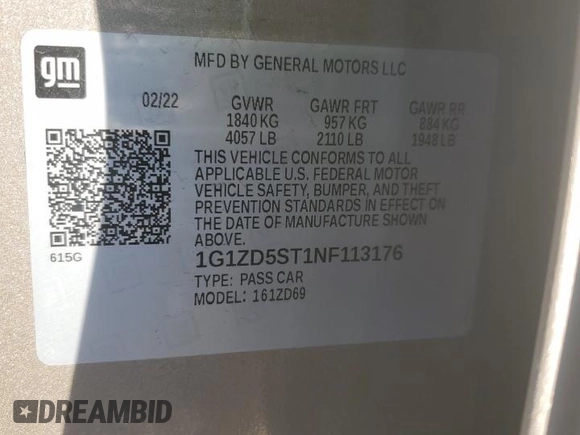 gm
MFD BY GENERAL MOTORS LLC
02/22 GVWR GAWR FRT GAWR RR
1840 KG 957 KG 884 KG
4057 LB 2110 LB 1948 LB
THIS VEHICLE CONFORMS TO ALL
APPLICABLE U.S. FEDERAL MOTOR
VEHICLE SAFETY, BUMPER, AND THEFT
PREVENTION STANDARDS IN EFFECT ON
THE DATE OF MANUFACTURE SHOWN
ABOVE.
615G
1G1ZD5ST1NF113176
TYPE: PASS CAR
MODEL: 161ZD69
DREAMBID